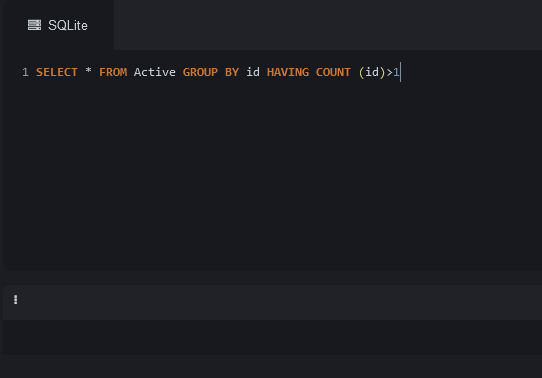 SQLite
1 SELECT * FROM Active GROUP BY id HAVING COUNT (id)>1